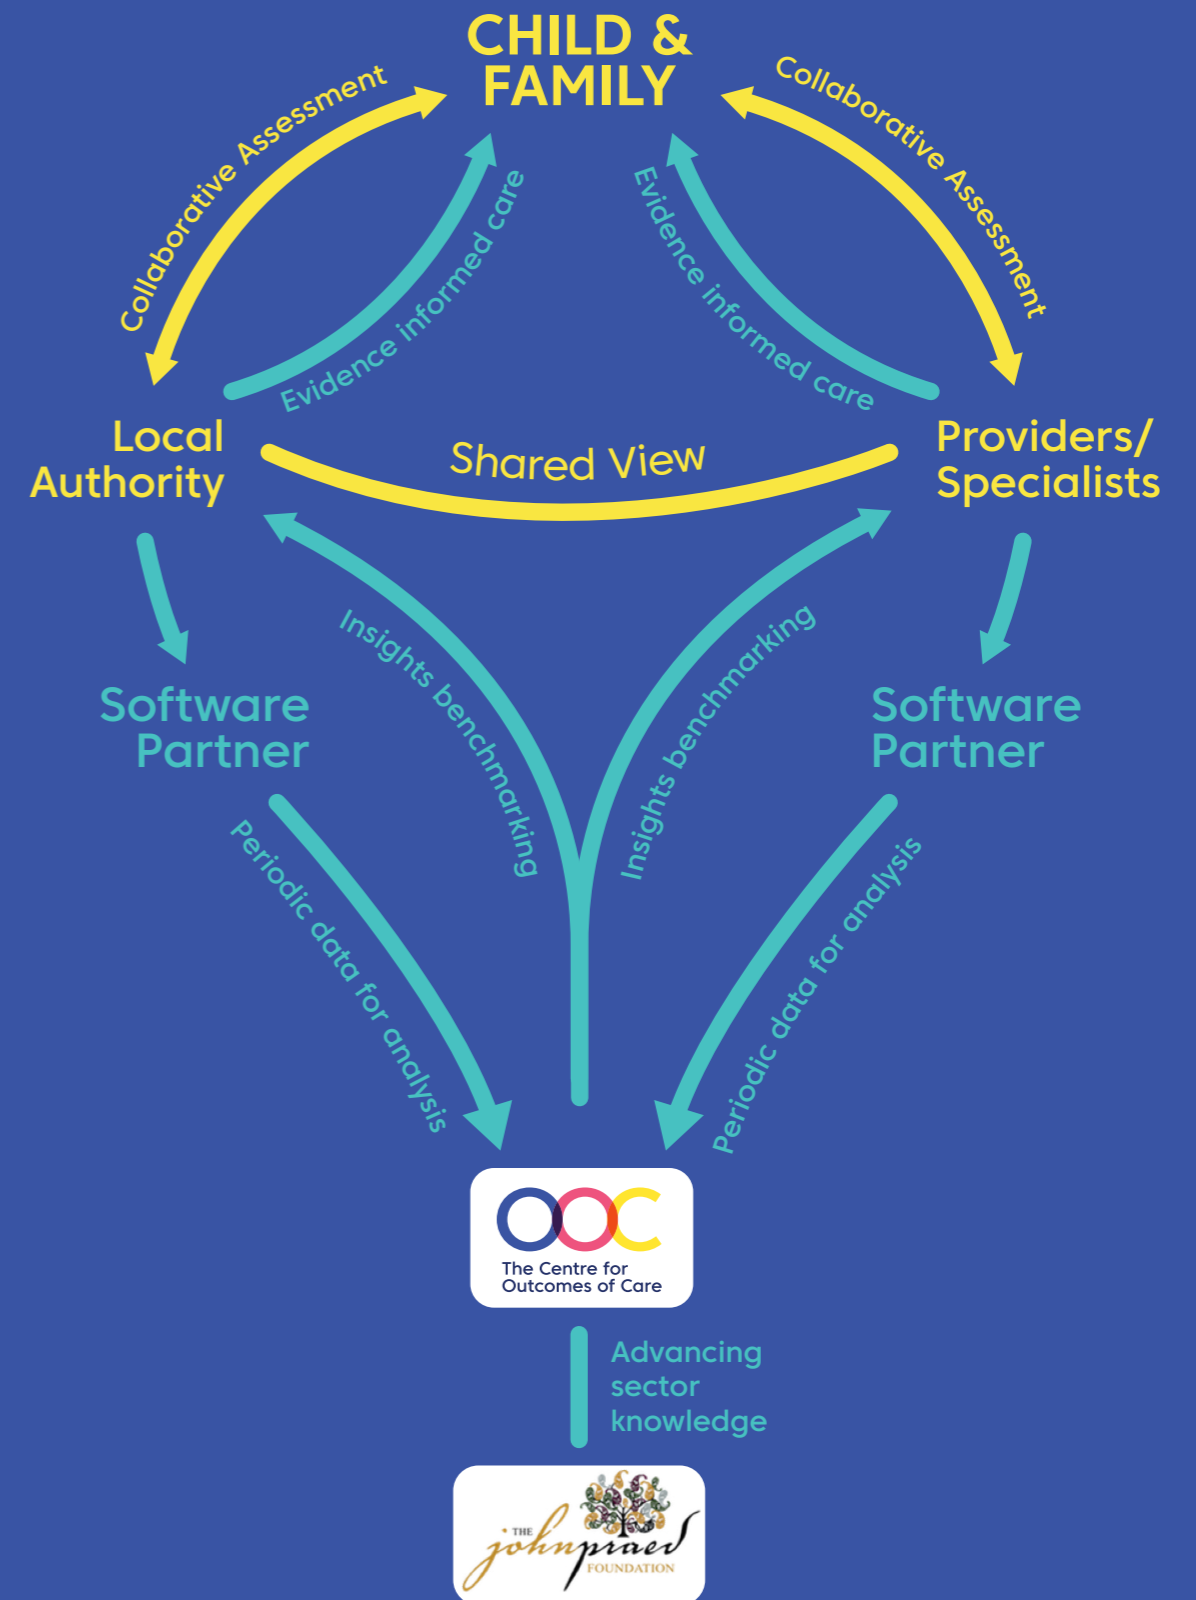 CHILD &
FAMILY
Collaborative Assessment
Collaborative Assessment
Evidence informed care
Evidence informed care
Local
Authority
Shared View
Providers/
Specialists
Insights benchmarking
Insights benchmarking
Software
Partner
Software
Partner
Periodic data for analysis
Periodic data for analysis
OOC
The Centre for
Outcomes of Care
Advancing
sector
knowledge
THE
johnpraed
FOUNDATION